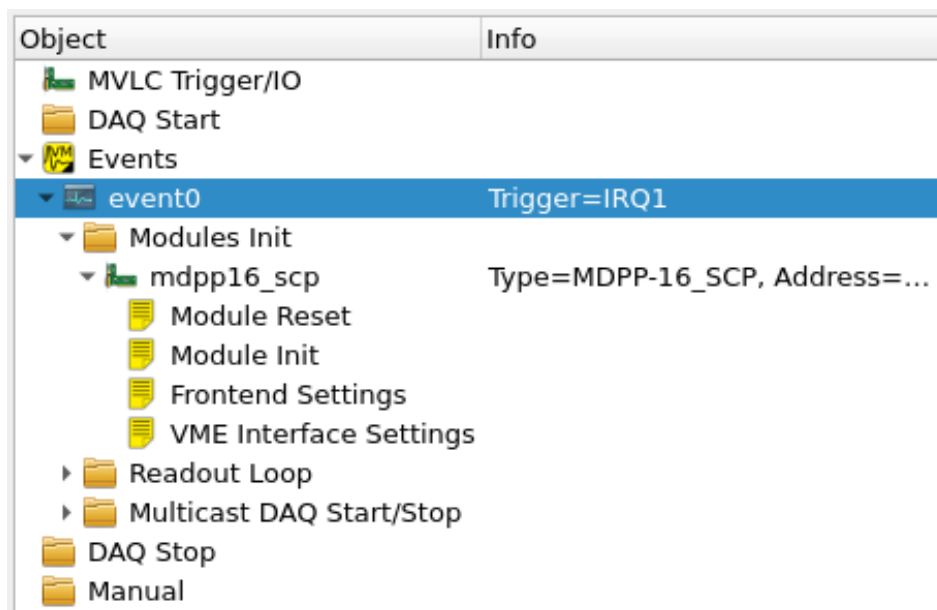 Object Info
MVLC Trigger/IO
DAQ Start
VM Events
event0 Trigger=IRQ1
Modules Init
mdpp16_scp Type=MDPP-16_SCP, Address=...
Module Reset
Module Init
Frontend Settings
VME Interface Settings
Readout Loop
Multicast DAQ Start/Stop
DAQ Stop
Manual